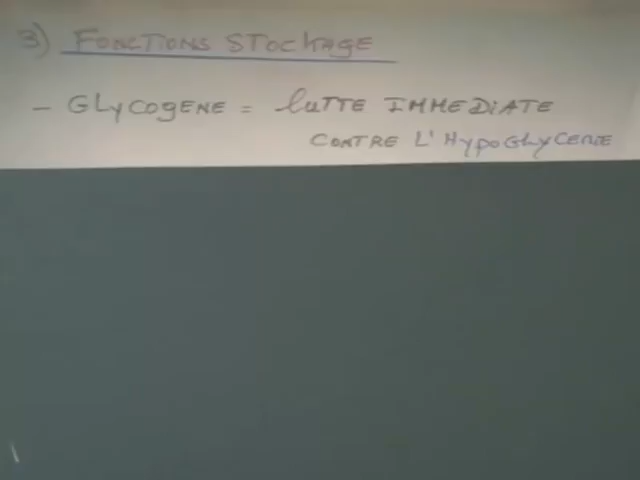 3) FONCTIONS STOCKAGE
- GLYCOGENE = LUTTE IMMEDIATE
CONTRE L'HYPOGLYCEMIE